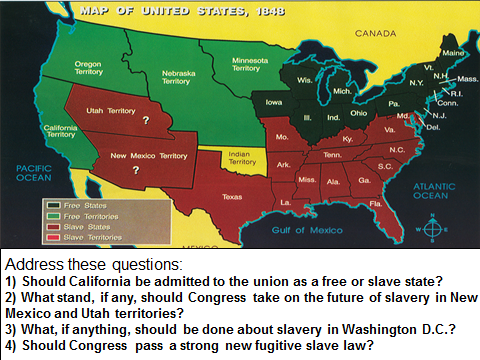 MAP OF UNITED STATES, 1848
CANADA
Oregon
Territory
Nebraska
Territory
Minnesota
Territory
Wis.
Mich.
Maine
Vt.
N.H.
Mass.
N.Y.
R.I.
Conn.
Iowa
Ill.
Ind.
Ohio
Pa.
N.J.
Md.
Del.
Utah Territory
?
California
Territory
New Mexico Territory
?
Indian
Territory
Mo.
Ky.
Va.
Tenn.
N.C.
Ark.
S.C.
Miss.
Ala.
Ga.
Texas
La.
Fla.
PACIFIC
OCEAN
ATLANTIC
OCEAN
Gulf of Mexico
MEXICO
N
W
E
S
Free States
Free Territories
Slave States
Slave Territories
Address these questions:
1) Should California be admitted to the union as a free or slave state?
2) What stand, if any, should Congress take on the future of slavery in New
Mexico and Utah territories?
3) What, if anything, should be done about slavery in Washington D.C.?
4) Should Congress pass a strong new fugitive slave law?